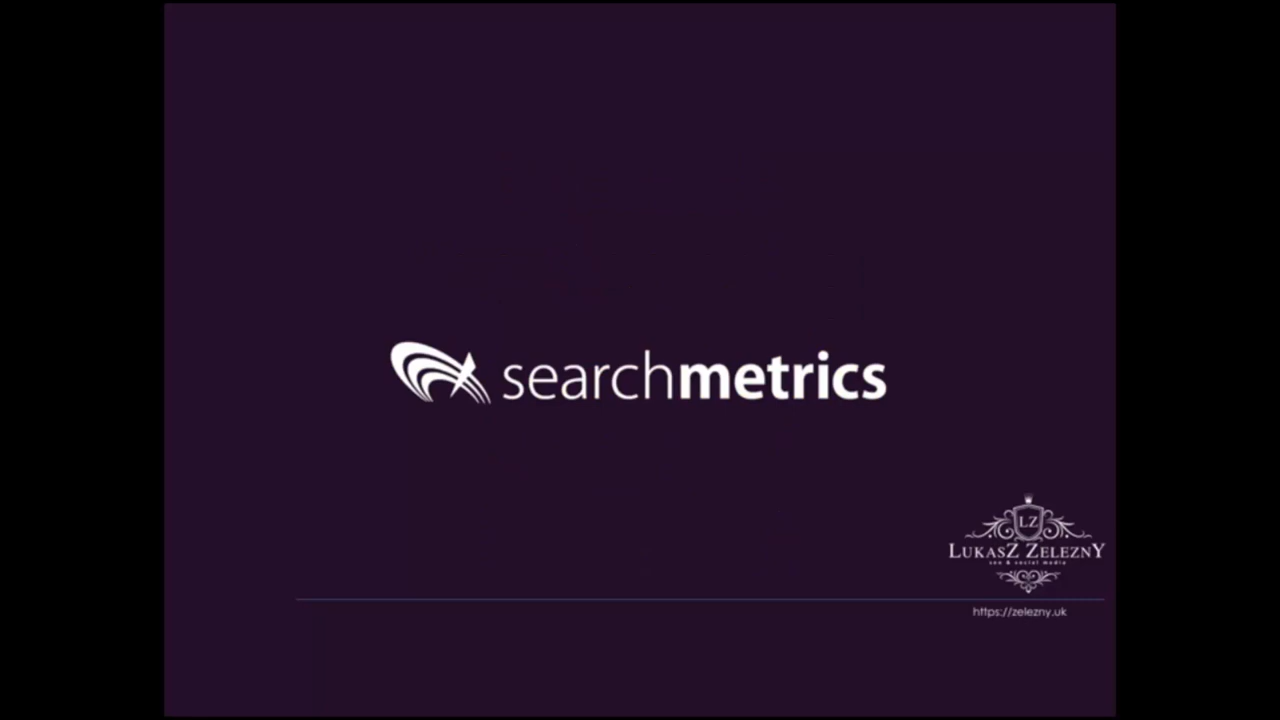 searchmetrics
LZ
LUKASZ ZELEZNY
seo & social media
https://zelezny.uk